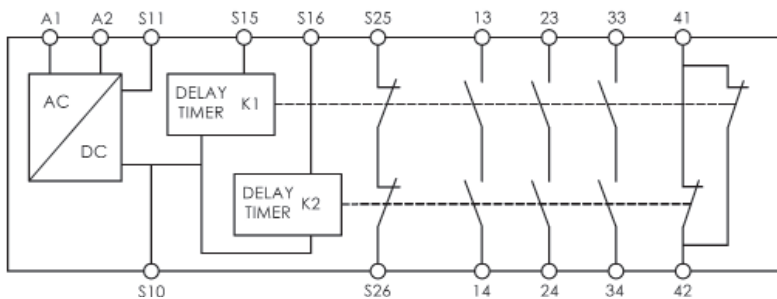 A1 A2 S11 S15 S16 S25 13 23 33 41
AC
DC
DELAY
TIMER K1
DELAY
TIMER K2
S10 S26 14 24 34 42